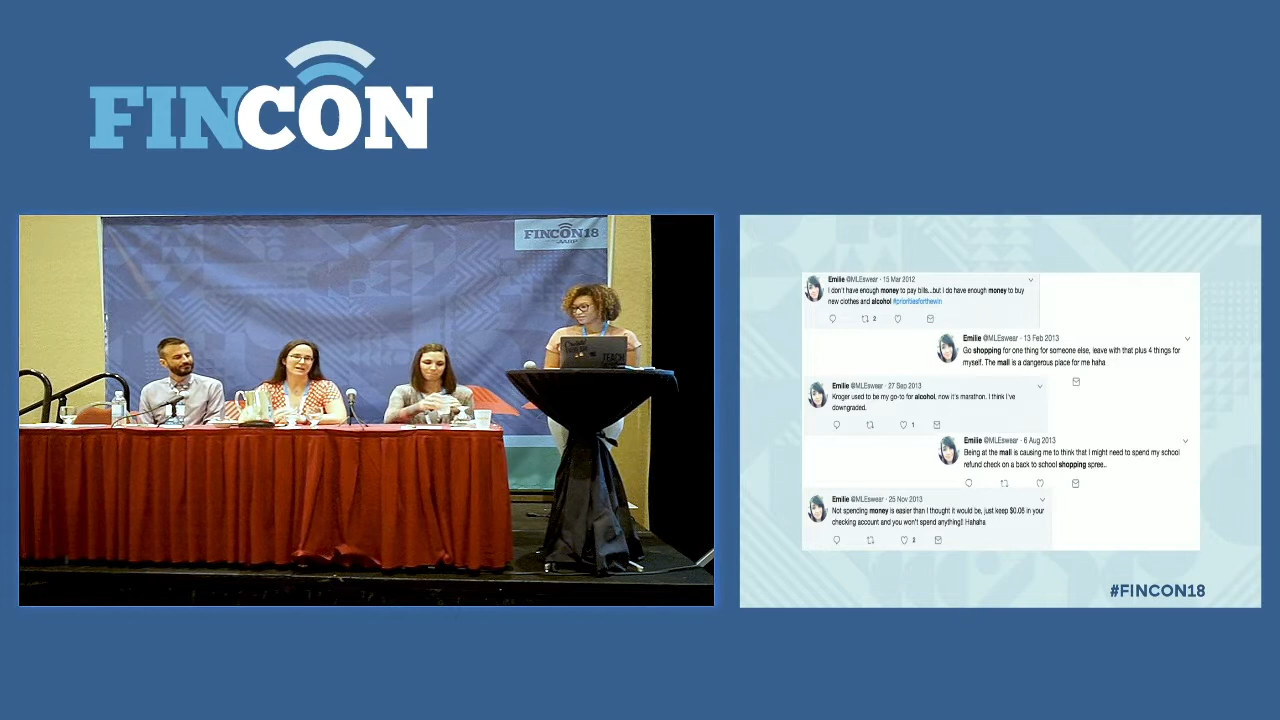 FINCON
FINCON18
TEACH
Emilie @MLEswear · 15 Mar 2012
I don't have enough money to pay bills...but I do have enough money to buy
new clothes and alcohol #prioritiesforthewin
2
Emilie @MLEswear · 13 Feb 2013
Go shopping for one thing for someone else, leave with that plus 4 things for
myself. The mall is a dangerous place for me haha
Emilie @MLEswear · 27 Sep 2013
Kroger used to be my go-to for alcohol, now it's marathon. I think I've
downgraded.
1
Emilie @MLEswear · 6 Aug 2013
Being at the mall is causing me to think that I might need to spend my school
refund check on a back to school shopping spree..
Emilie @MLEswear · 25 Nov 2013
Not spending money is easier than I thought it would be, just keep $0.06 in your
checking account and you won't spend anything!! Hahaha
#FINCON18